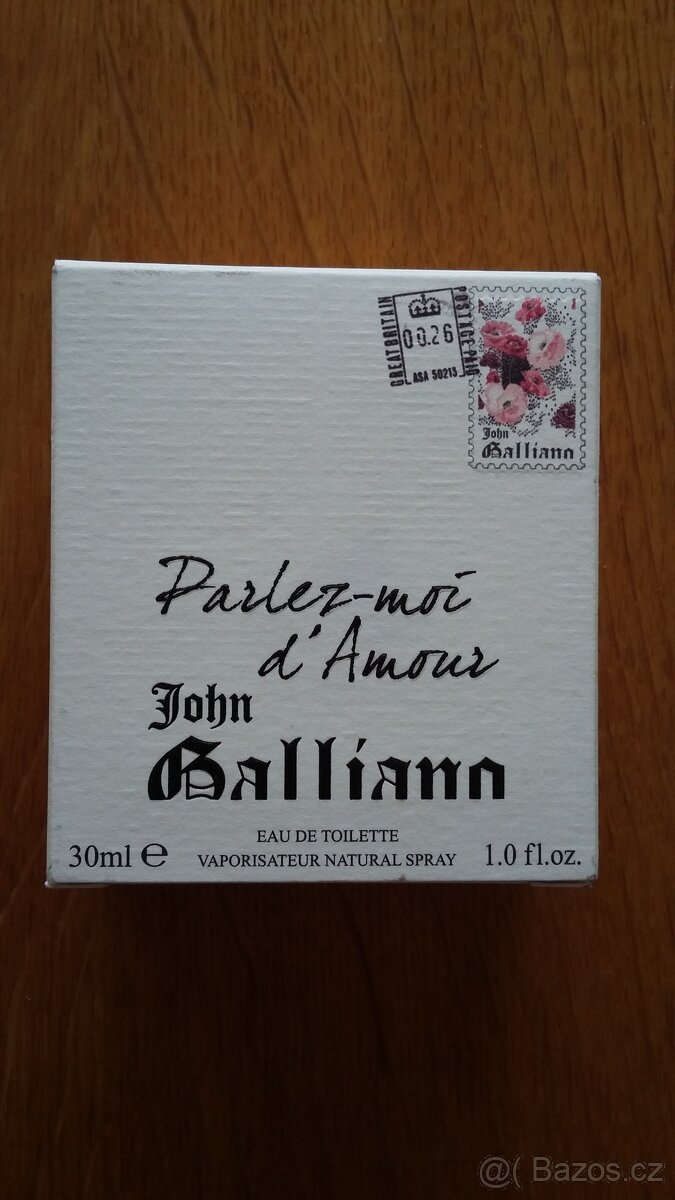 GREAT BRITAIN
00.26
ASA 50213
POSTAGE PAID
John
Galliano
Parlez-moi
d'Amour
John
Galliano
EAU DE TOILETTE
30ml e VAPORISATEUR NATURAL SPRAY 1.0 fl.oz.
@( Bazos.cz